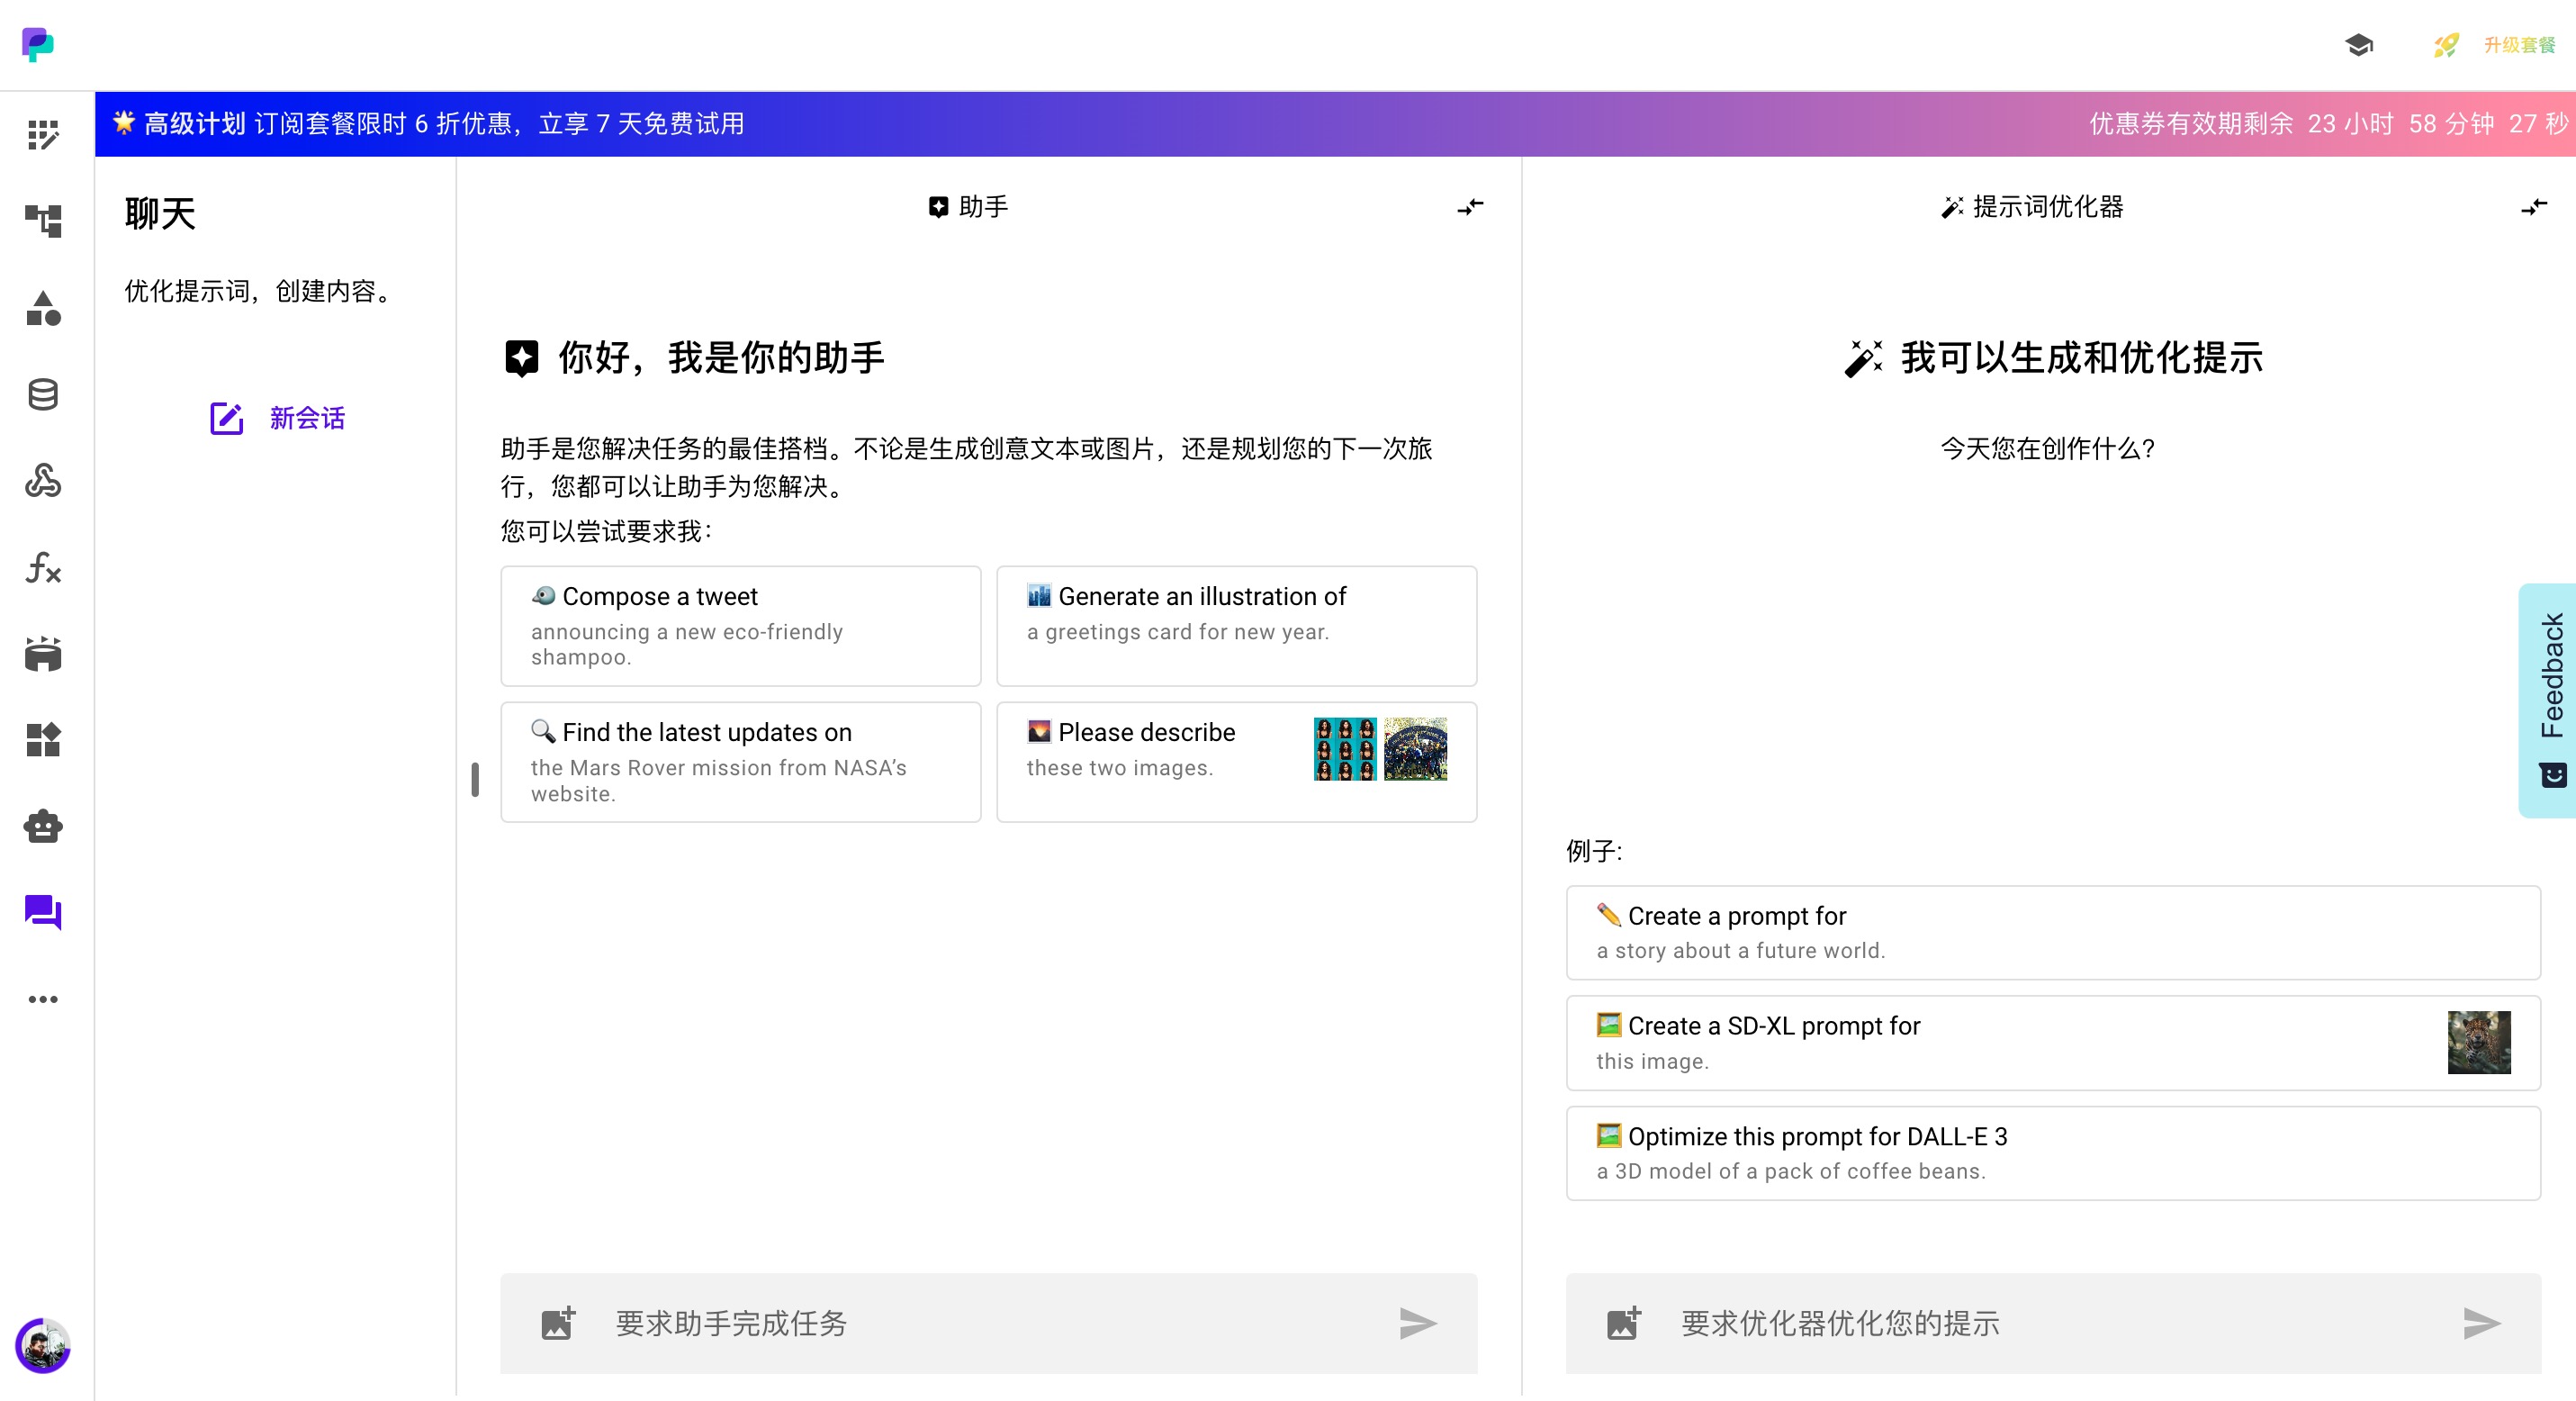 升级套餐
🌟 高级计划 订阅套餐限时 6 折优惠，立享 7 天免费试用
优惠券有效期剩余 23 小时 58 分钟 27 秒
聊天
优化提示词，创建内容。
新会话
助手
你好，我是你的助手
助手是您解决任务的最佳搭档。不论是生成创意文本或图片，还是规划您的下一次旅
行，您都可以让助手为您解决。
您可以尝试要求我：
Compose a tweet
announcing a new eco-friendly
shampoo.
Generate an illustration of
a greetings card for new year.
Find the latest updates on
the Mars Rover mission from NASA’s
website.
Please describe
these two images.
要求助手完成任务
提示词优化器
我可以生成和优化提示
今天您在创作什么?
例子:
Create a prompt for
a story about a future world.
Create a SD-XL prompt for
this image.
Optimize this prompt for DALL-E 3
a 3D model of a pack of coffee beans.
要求优化器优化您的提示
Feedback